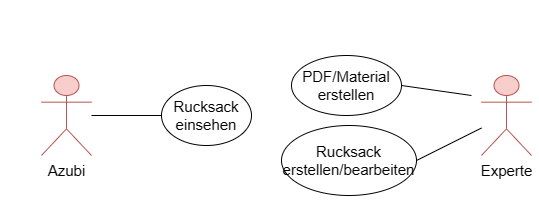 PDF/Material
erstellen
Rucksack
einsehen
Rucksack
erstellen/bearbeiten
Azubi
Experte